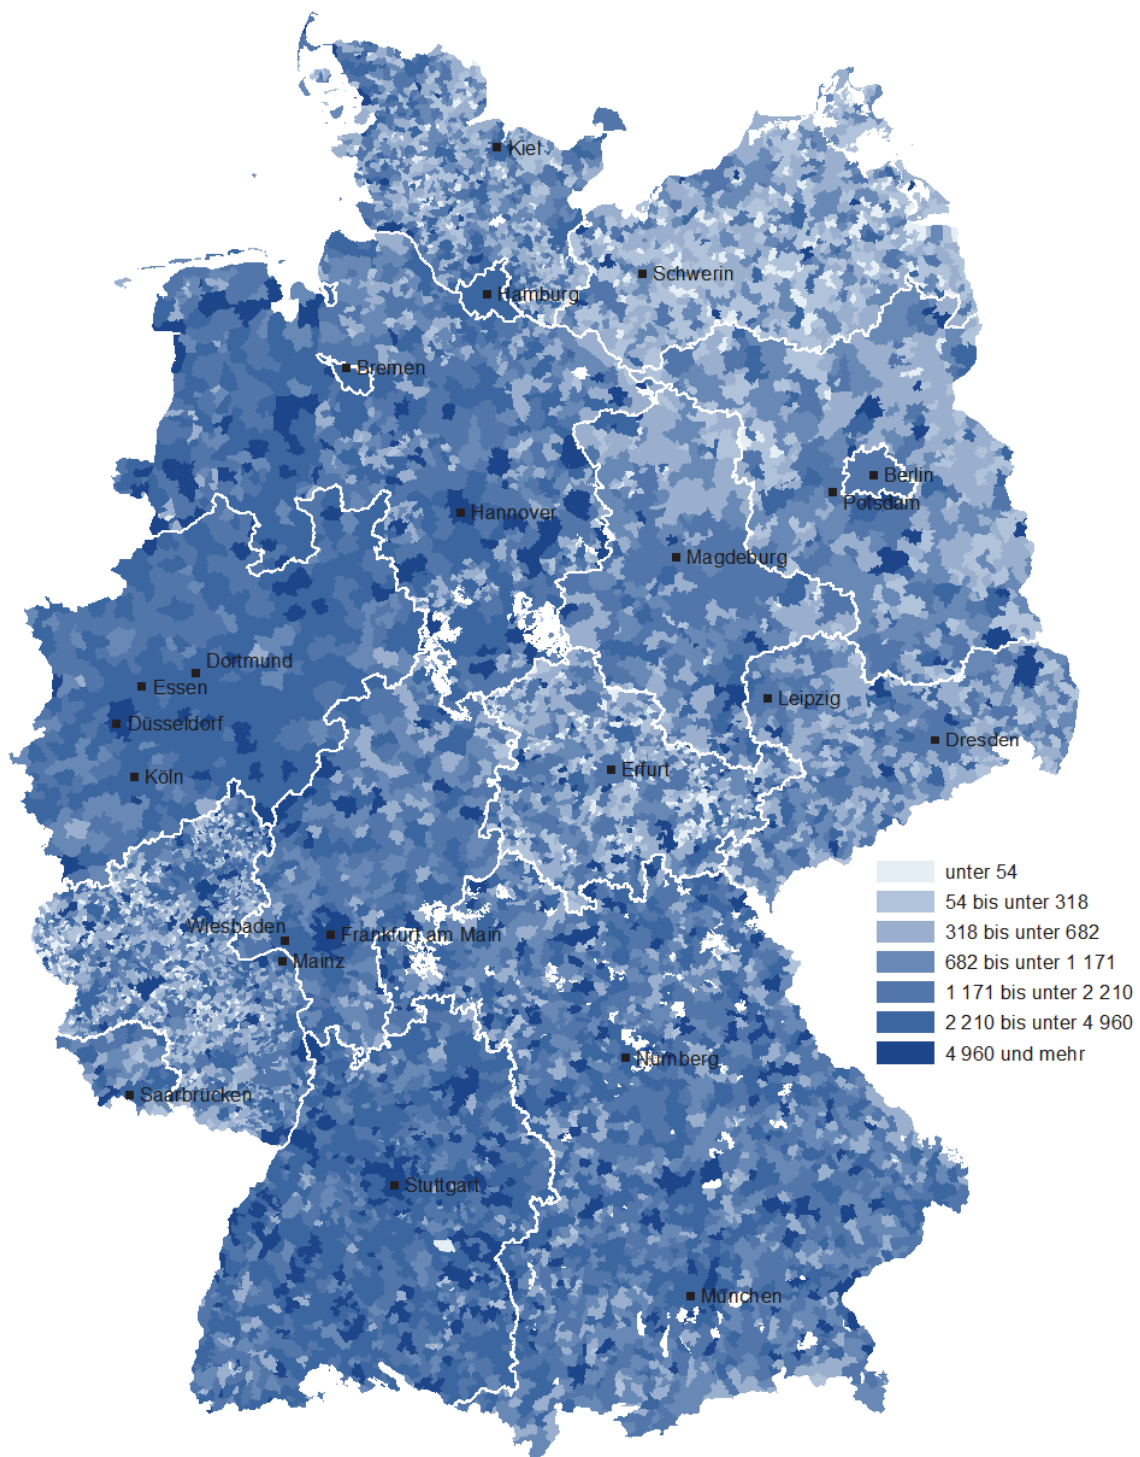 Kiel
Schwerin
Hamburg
Bremen
Berlin
Potsdam
Hannover
Magdeburg
Dortmund
Essen
Leipzig
Düsseldorf
Dresden
Köln
Erfurt
unter 54
54 bis unter 318
Wiesbaden
Frankfurt am Main
318 bis unter 682
Mainz
682 bis unter 1 171
1 171 bis unter 2 210
2 210 bis unter 4 960
4 960 und mehr
Nürnberg
Saarbrücken
Stuttgart
München